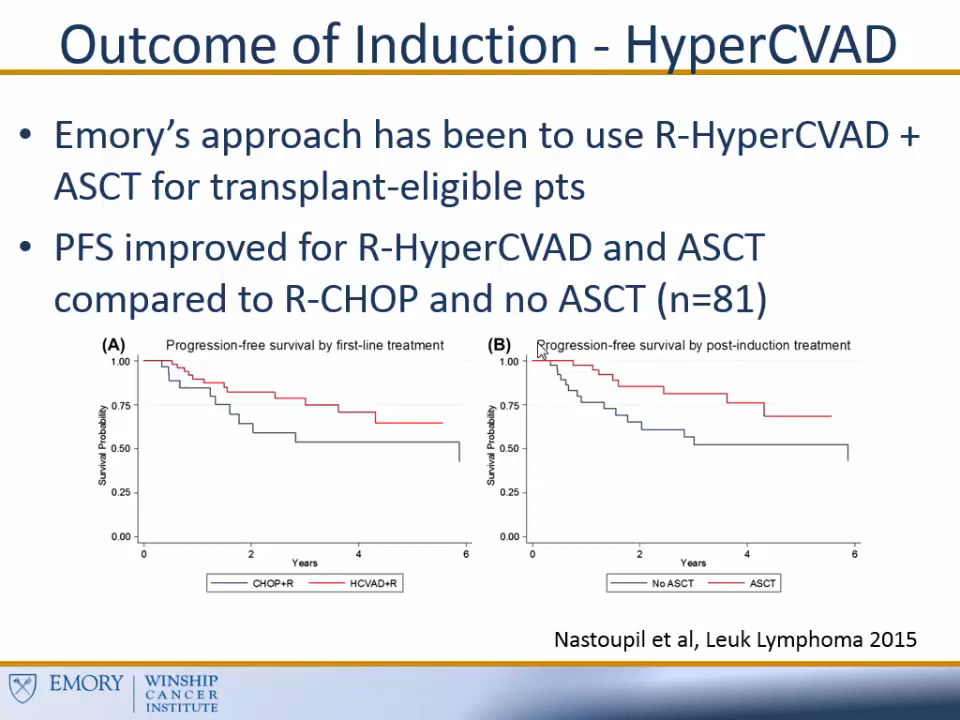 Outcome of Induction - HyperCVAD
• Emory's approach has been to use R-HyperCVAD +
ASCT for transplant-eligible pts
• PFS improved for R-HyperCVAD and ASCT
compared to R-CHOP and no ASCT (n=81)
(A) Progression-free survival by first-line treatment
Survival Probability
1.00
0.75
0.50
0.25
0.00
0 2 4 6
Years
CHOP+R HCVAD+R
(B) Progression-free survival by post-induction treatment
Survival Probability
1.00
0.75
0.50
0.25
0.00
0 2 4 6
Years
No ASCT ASCT
Nastoupil et al, Leuk Lymphoma 2015
EMORY
WINSHIP
CANCER
INSTITUTE